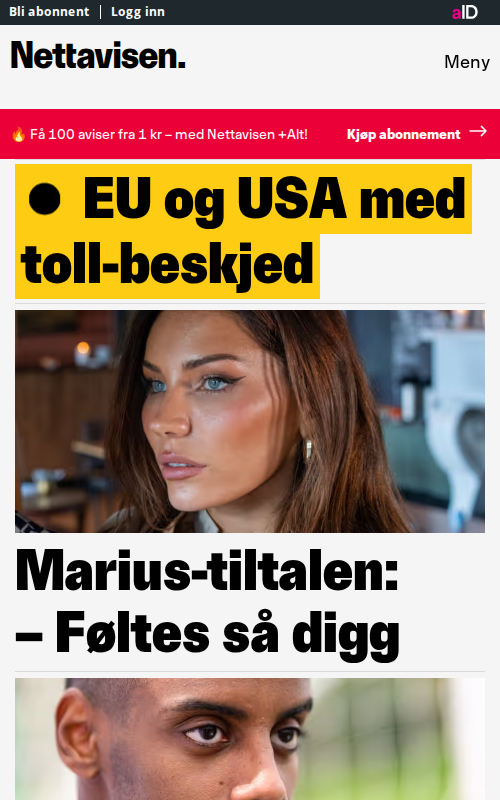 Bli abonnent | Logg inn
aID
Nettavisen.
Meny
🔥 Få 100 aviser fra 1 kr – med Nettavisen +Alt!
Kjøp abonnement →
● EU og USA med
toll-beskjed
Marius-tiltalen:
– Føltes så digg